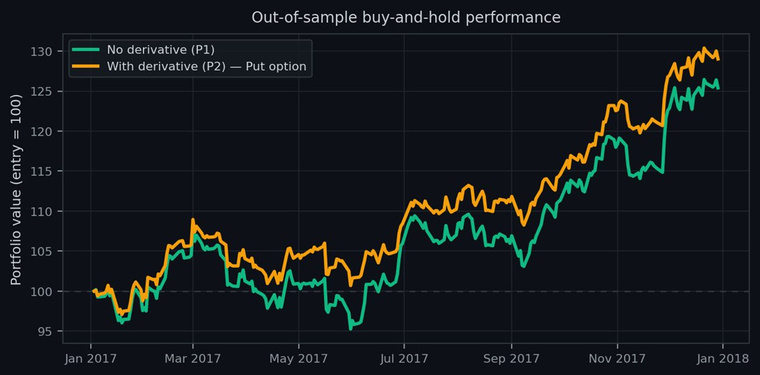 Out-of-sample buy-and-hold performance
No derivative (P1)
With derivative (P2) — Put option
Portfolio value (entry = 100)
130
125
120
115
110
105
100
95
Jan 2017
Mar 2017
May 2017
Jul 2017
Sep 2017
Nov 2017
Jan 2018